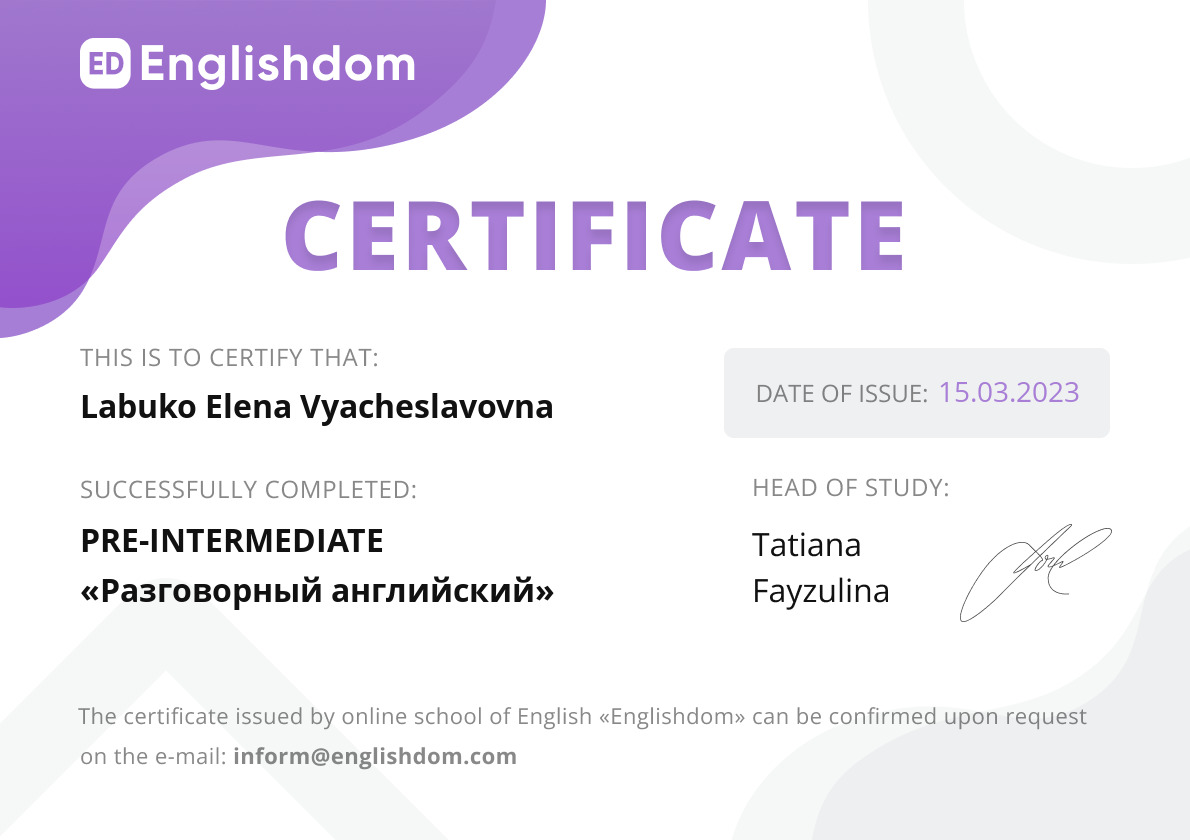 ED Englishdom
CERTIFICATE
THIS IS TO CERTIFY THAT:
Labuko Elena Vyacheslavovna
DATE OF ISSUE: 15.03.2023
SUCCESSFULLY COMPLETED:
PRE-INTERMEDIATE
«Разговорный английский»
HEAD OF STUDY:
Tatiana
Fayzulina
The certificate issued by online school of English «Englishdom» can be confirmed upon request
on the e-mail: inform@englishdom.com